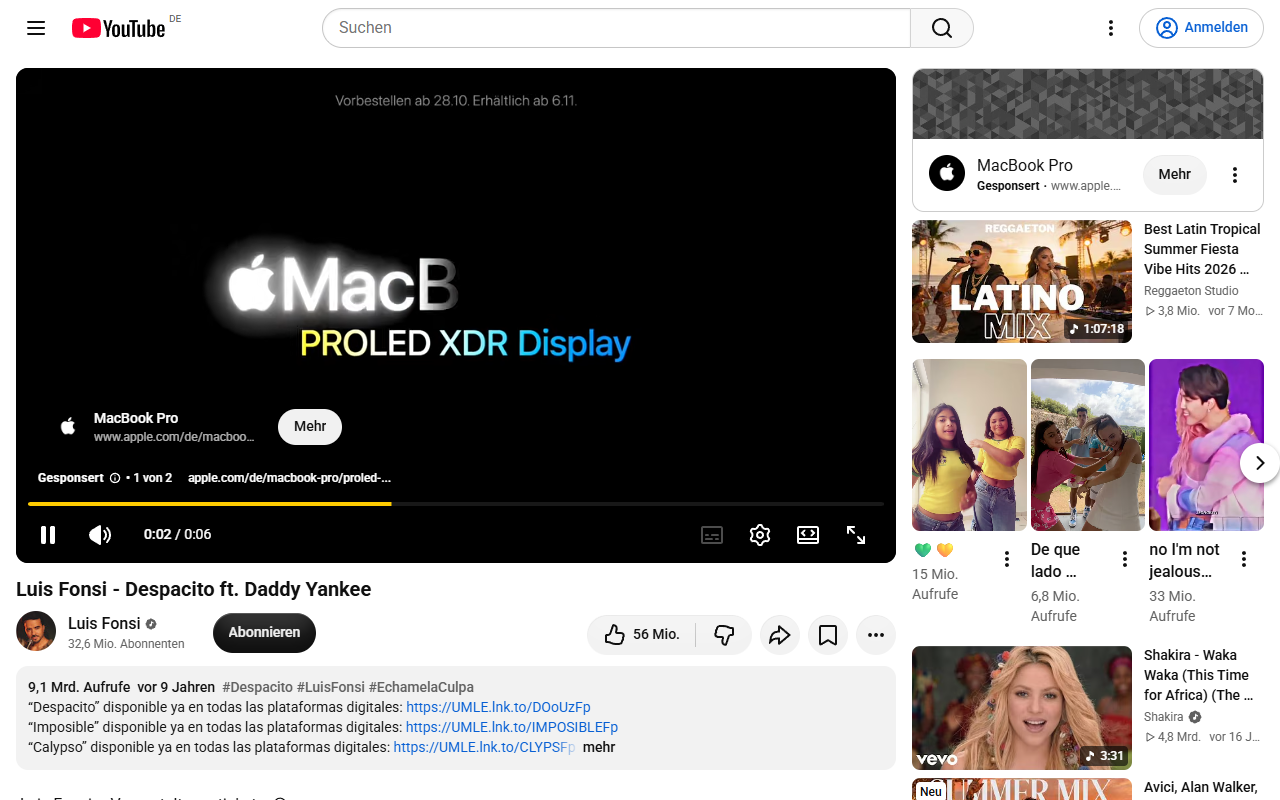 YouTube
DE
Suchen
Anmelden
Vorbestellen ab 28.10. Erhältlich ab 6.11.
MacB
PROLED XDR Display
MacBook Pro
www.apple.com/de/macboo...
Mehr
Gesponsert • 1 von 2 apple.com/de/macbook-pro/proled-...
0:02 / 0:06
Luis Fonsi - Despacito ft. Daddy Yankee
Luis Fonsi
32,6 Mio. Abonnenten
Abonnieren
56 Mio.
9,1 Mrd. Aufrufe vor 9 Jahren #Despacito #LuisFonsi #EchamelaCulpa
“Despacito” disponible ya en todas las plataformas digitales: https://UMLE.lnk.to/DOoUzFp
“Imposible” disponible ya en todas las plataformas digitales: https://UMLE.lnk.to/IMPOSIBLEFp
“Calypso” disponible ya en todas las plataformas digitales: https://UMLE.lnk.to/CLYPSFp mehr
MacBook Pro
Gesponsert · www.apple....
Mehr
REGGAETON
LATINO
MIX
1:07:18
Best Latin Tropical
Summer Fiesta
Vibe Hits 2026 ...
Reggaeton Studio
3,8 Mio. vor 7 Mo...
💚 💛
15 Mio.
Aufrufe
De que
lado ...
6,8 Mio.
Aufrufe
no I'm not
jealous...
33 Mio.
Aufrufe
vevo
3:31
Shakira - Waka
Waka (This Time
for Africa) (The ...
Shakira
4,8 Mrd. vor 16 J...
Neu
SUMMER MIX
Avici, Alan Walker,